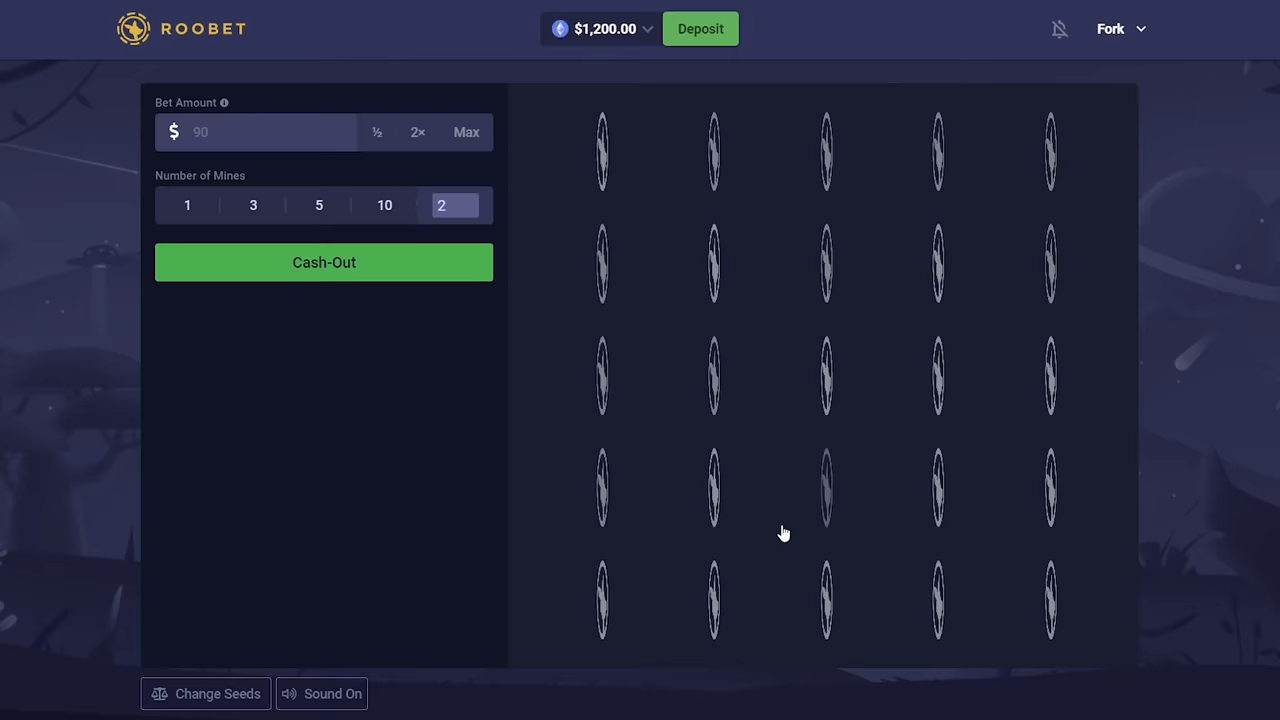 ROOBET
$1,200.00
Deposit
Fork
Bet Amount
$ 90 ½ 2× Max
Number of Mines
1 3 5 10 2
Cash-Out
Change Seeds
Sound On